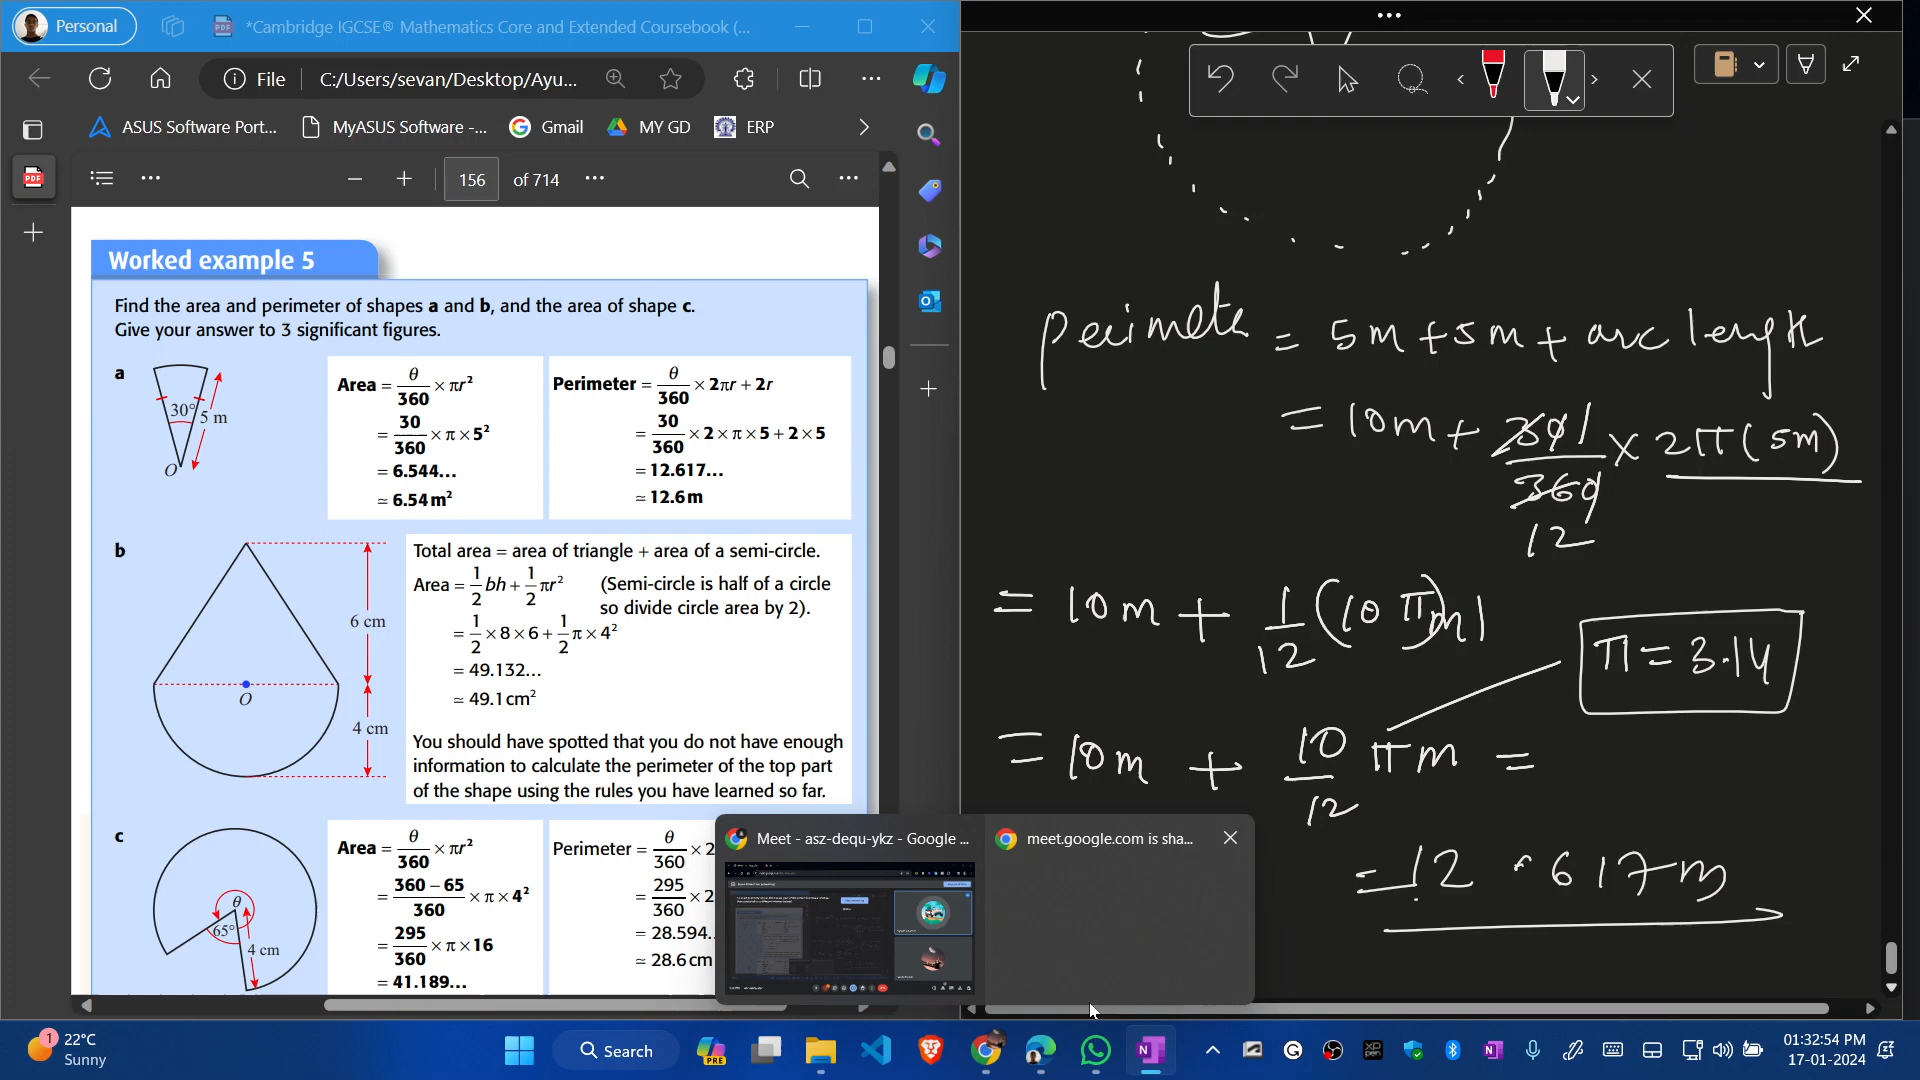 Personal
*Cambridge IGCSE® Mathematics Core and Extended Coursebook (...
File
C:/Users/sevan/Desktop/Ayu...
ASUS Software Port...
MyASUS Software -...
Gmail
MY GD
ERP
156 of 714
Worked example 5
Find the area and perimeter of shapes a and b, and the area of shape c.
Give your answer to 3 significant figures.
a
30°
5 m
O
Area = θ/360 × πr²
= 30/360 × π × 5²
= 6.544...
≃ 6.54 m²
Perimeter = θ/360 × 2πr + 2r
= 30/360 × 2 × π × 5 + 2 × 5
= 12.617...
≃ 12.6 m
b
6 cm
O
4 cm
Total area = area of triangle + area of a semi-circle.
Area = 1/2 bh + 1/2 πr² (Semi-circle is half of a circle
so divide circle area by 2).
= 1/2 × 8 × 6 + 1/2 π × 4²
= 49.132...
≃ 49.1 cm²
You should have spotted that you do not have enough
information to calculate the perimeter of the top part
of the shape using the rules you have learned so far.
c
θ
65°
4 cm
Area = θ/360 × πr²
= 360 – 65/360 × π × 4²
= 295/360 × π × 16
= 41.189...
Perimeter = θ/360 × 2
= 295/360 × 2
= 28.594.
≃ 28.6 cm
perimete = 5m + 5m + arc length
= 10m + 301/360 12 × 2π(5m)
= 10m + 1/12 (10πm)
π = 3.14
= 10m + 10/12 πm =
= 12.617m
Meet - asz-dequ-ykz - Google ...
meet.google.com is sha...
1
22°C
Sunny
Search
PRE
01:32:54 PM
17-01-2024